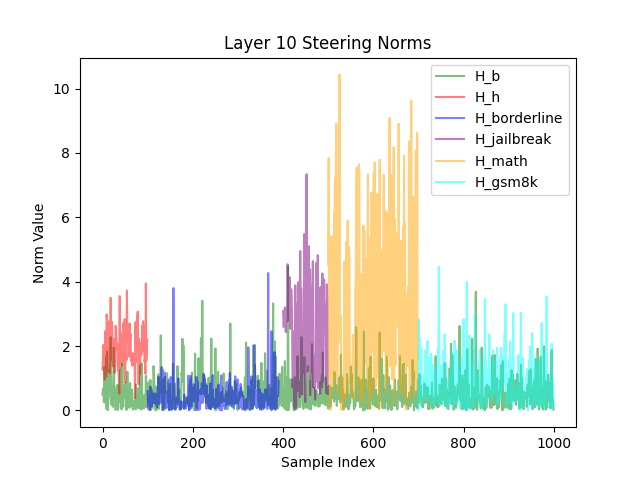 Layer 10 Steering Norms
Norm Value
10
8
6
4
2
0
H_b
H_h
H_borderline
H_jailbreak
H_math
H_gsm8k
0
200
400
600
800
1000
Sample Index